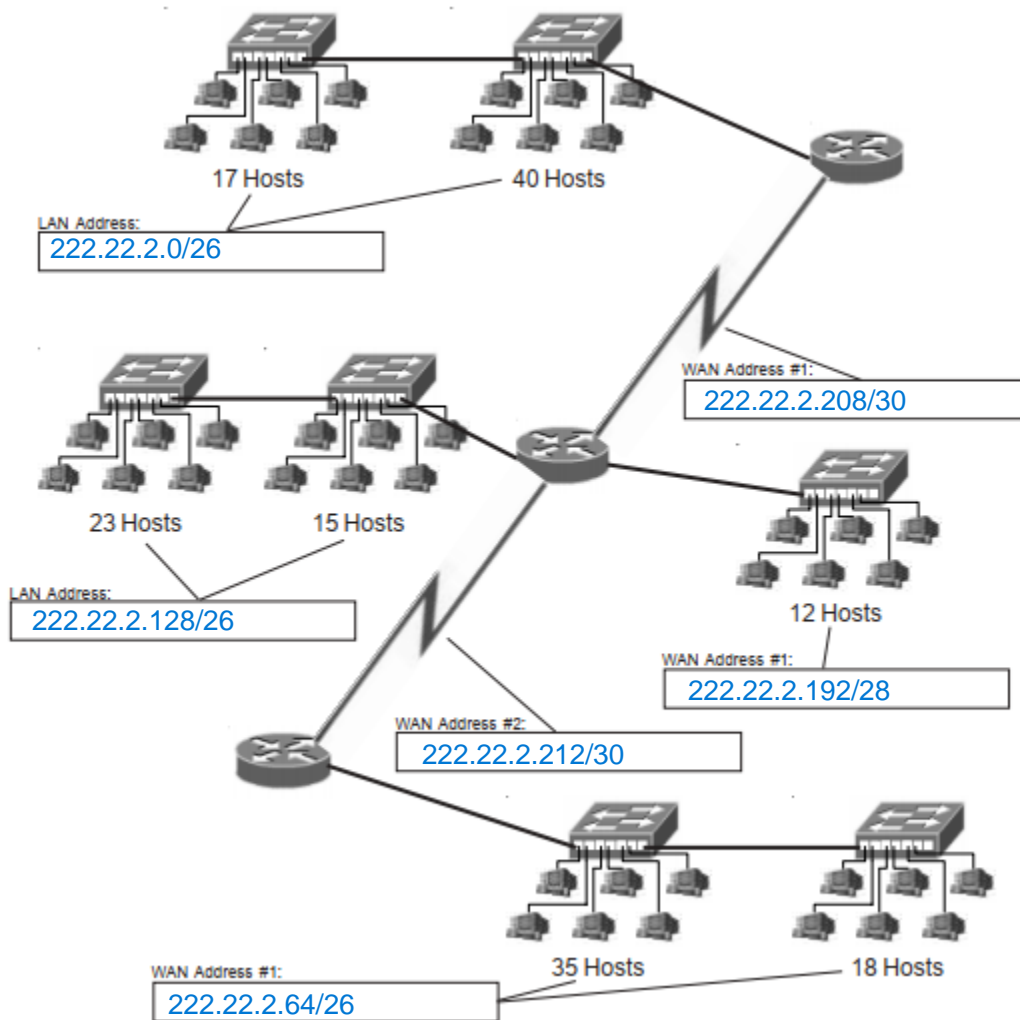 17 Hosts
40 Hosts
LAN Address:
222.22.2.0/26
WAN Address #1:
222.22.2.208/30
23 Hosts
15 Hosts
LAN Address:
222.22.2.128/26
12 Hosts
WAN Address #1:
222.22.2.192/28
WAN Address #2:
222.22.2.212/30
35 Hosts
18 Hosts
WAN Address #1:
222.22.2.64/26